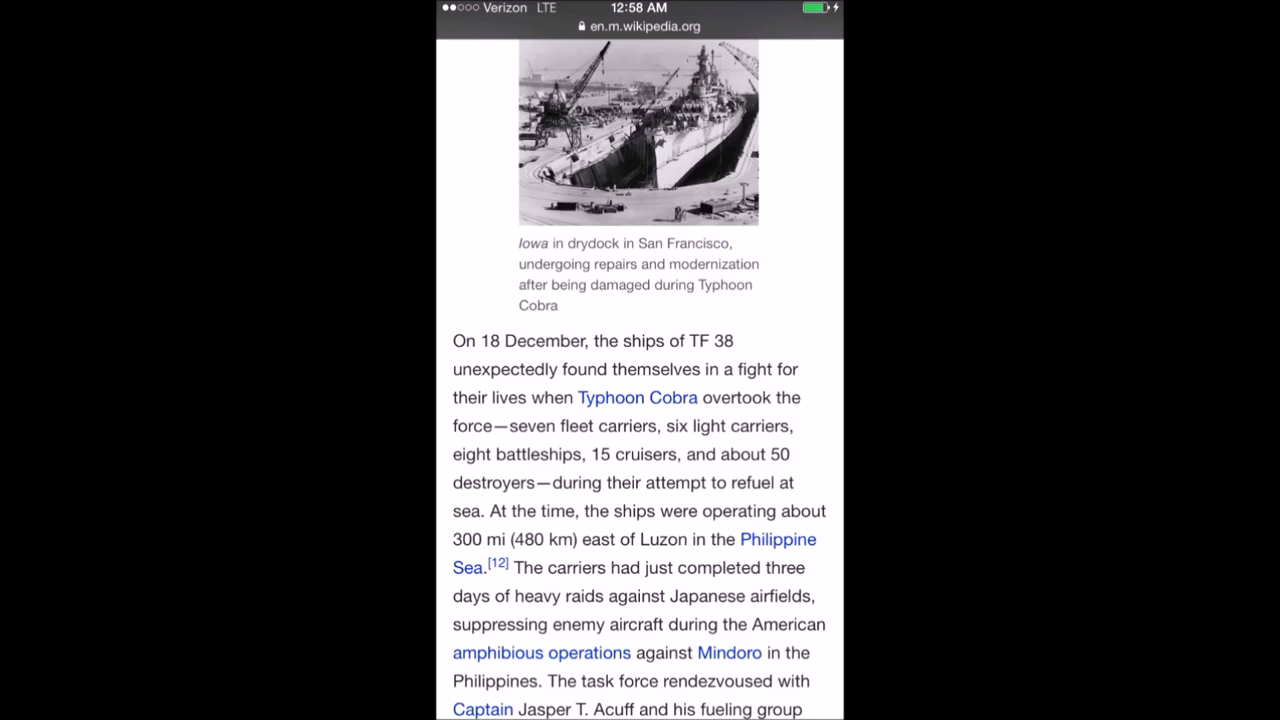 Verizon LTE 12:58 AM
en.m.wikipedia.org
Iowa in drydock in San Francisco,
undergoing repairs and modernization
after being damaged during Typhoon
Cobra
On 18 December, the ships of TF 38
unexpectedly found themselves in a fight for
their lives when Typhoon Cobra overtook the
force—seven fleet carriers, six light carriers,
eight battleships, 15 cruisers, and about 50
destroyers—during their attempt to refuel at
sea. At the time, the ships were operating about
300 mi (480 km) east of Luzon in the Philippine
Sea.[12] The carriers had just completed three
days of heavy raids against Japanese airfields,
suppressing enemy aircraft during the American
amphibious operations against Mindoro in the
Philippines. The task force rendezvoused with
Captain Jasper T. Acuff and his fueling group